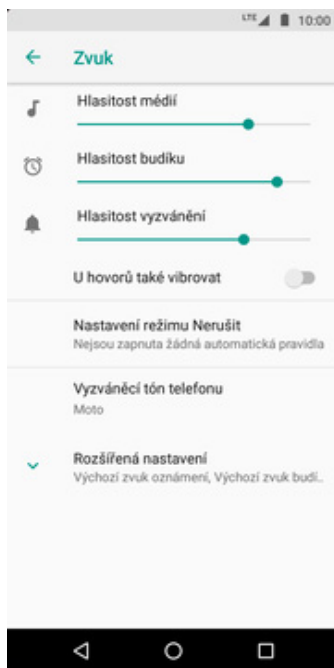 LTE 10:00
Zvuk
Hlasitost médií
Hlasitost budíku
Hlasitost vyzvánění
U hovorů také vibrovat
Nastavení režimu Nerušit
Nejsou zapnuta žádná automatická pravidla
Vyzváněcí tón telefonu
Moto
Rozšířená nastavení
Výchozí zvuk oznámení, Výchozí zvuk budí..